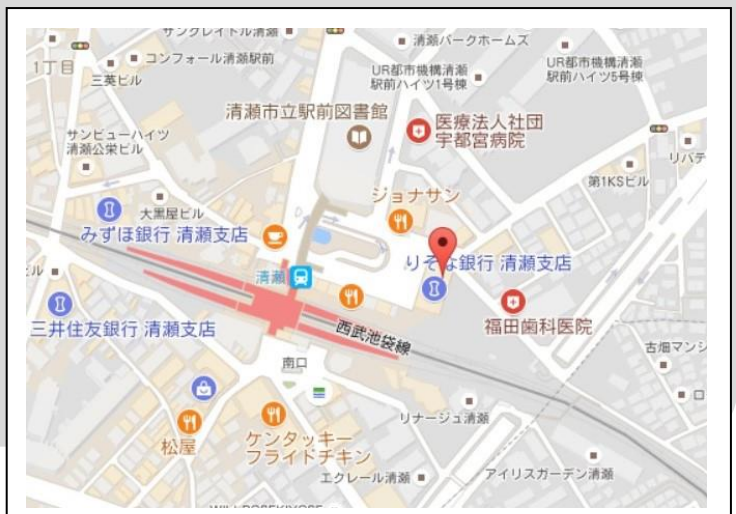 サングレイトル清瀬
コンフォール清瀬駅前
清瀬パークホームズ
1丁目
三英ビル
UR都市機構清瀬
駅前ハイツ1号棟
UR都市機構清瀬
駅前ハイツ5号棟
清瀬市立駅前図書館
医療法人社団
宇都宮病院
サンビューハイツ
清瀬公栄ビル
リバテ
第1KSビル
ジョナサン
大黒屋ビル
みずほ銀行 清瀬支店
りそな銀行 清瀬支店
清瀬
ビル
三井住友銀行 清瀬支店
福田歯科医院
西武池袋線
古畑マンシ
南口
ロ
リナージュ清瀬
松屋
ケンタッキー
フライドチキン
エクレール清瀬
アイリスガーデン清瀬